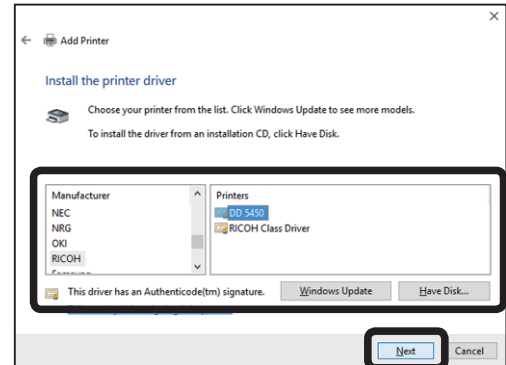 Add Printer
Install the printer driver
Choose your printer from the list. Click Windows Update to see more models.
To install the driver from an installation CD, click Have Disk.
Manufacturer
NEC
NRG
OKI
RICOH
Printers
DD 5450
RICOH Class Driver
This driver has an Authenticode(tm) signature.
Windows Update
Have Disk...
Next
Cancel